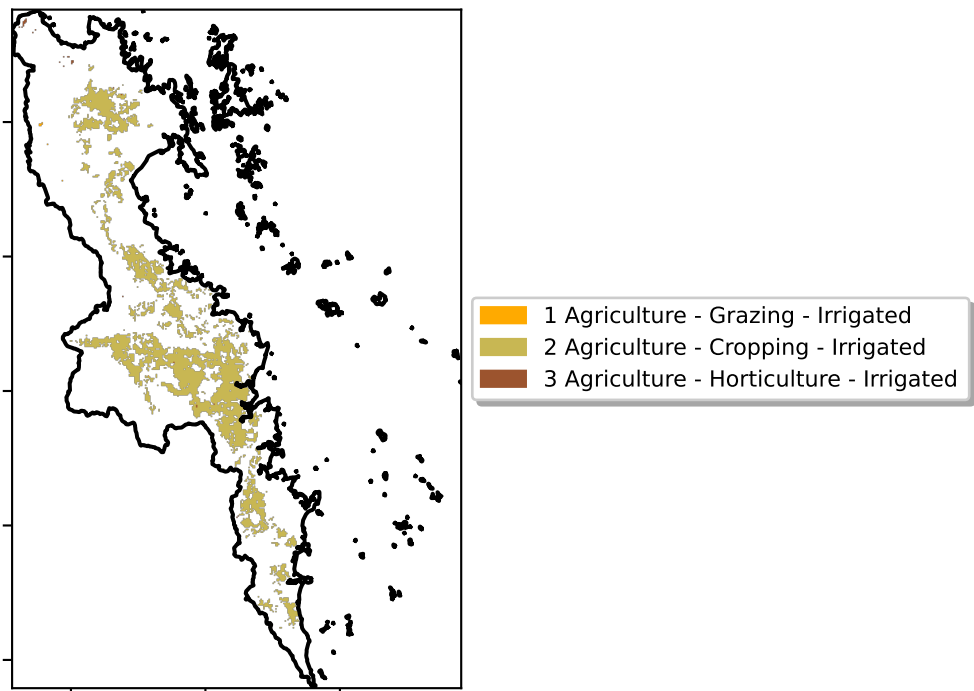 1 Agriculture - Grazing - Irrigated
2 Agriculture - Cropping - Irrigated
3 Agriculture - Horticulture - Irrigated